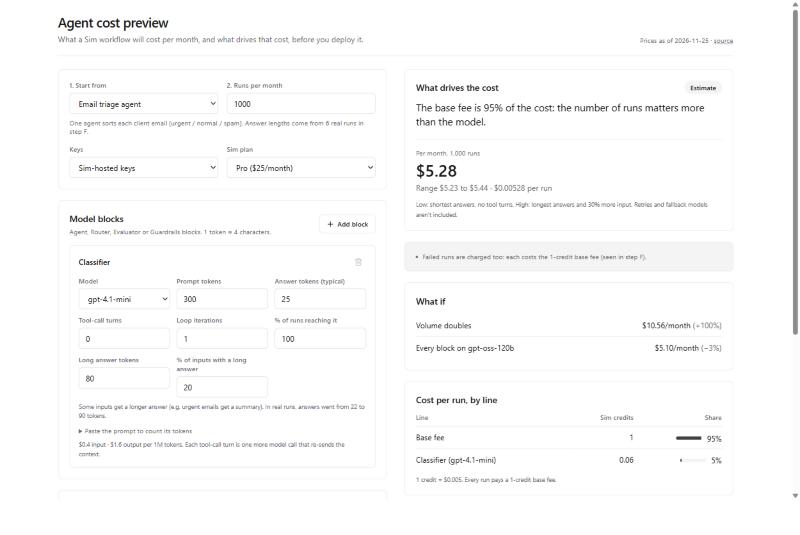 Agent cost preview
What a Sim workflow will cost per month, and what drives that cost, before you deploy it.
Prices as of 2026-11-25 · source
1. Start from
2. Runs per month
Email triage agent
1000
One agent sorts each client email (urgent / normal / spam). Answer lengths come from 6 real runs in
step F.
Keys
Sim plan
Sim-hosted keys
Pro ($25/month)
Model blocks
Agent, Router, Evaluator or Guardrails blocks. 1 token ≈ 4 characters.
+ Add block
Classifier
Model
Prompt tokens
Answer tokens (typical)
gpt-4.1-mini
300
25
Tool-call turns
Loop iterations
% of runs reaching it
0
1
100
Long answer tokens
% of inputs with a long
answer
80
20
Some inputs get a longer answer (e.g. urgent emails get a summary). In real runs, answers went from 22 to
90 tokens.
▶ Paste the prompt to count its tokens
$0.4 input · $1.6 output per 1M tokens. Each tool-call turn is one more model call that re-sends the
context.
What drives the cost
Estimate
The base fee is 95% of the cost: the number of runs matters more
than the model.
Per month, 1,000 runs
$5.28
Range $5.23 to $5.44 · $0.00528 per run
Low: shortest answers, no tool turns. High: longest answers and 30% more input. Retries and fallback models
aren't included.
• Failed runs are charged too: each costs the 1-credit base fee (seen in step F).
What if
Volume doubles
$10.56/month (+100%)
Every block on gpt-oss-120b
$5.10/month (−3%)
Cost per run, by line
Line
Sim credits
Share
Base fee
1
95%
Classifier (gpt-4.1-mini)
0.06
5%
1 credit = $0.005. Every run pays a 1-credit base fee.